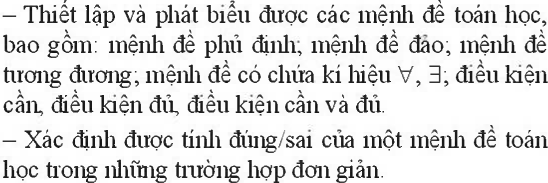 – Thiết lập và phát biểu được các mệnh đề toán học,
bao gồm: mệnh đề phủ định; mệnh đề đảo; mệnh đề
tương đương; mệnh đề có chứa kí hiệu ∀, ∃; điều kiện
cần, điều kiện đủ, điều kiện cần và đủ.
– Xác định được tính đúng/sai của một mệnh đề toán
học trong những trường hợp đơn giản.